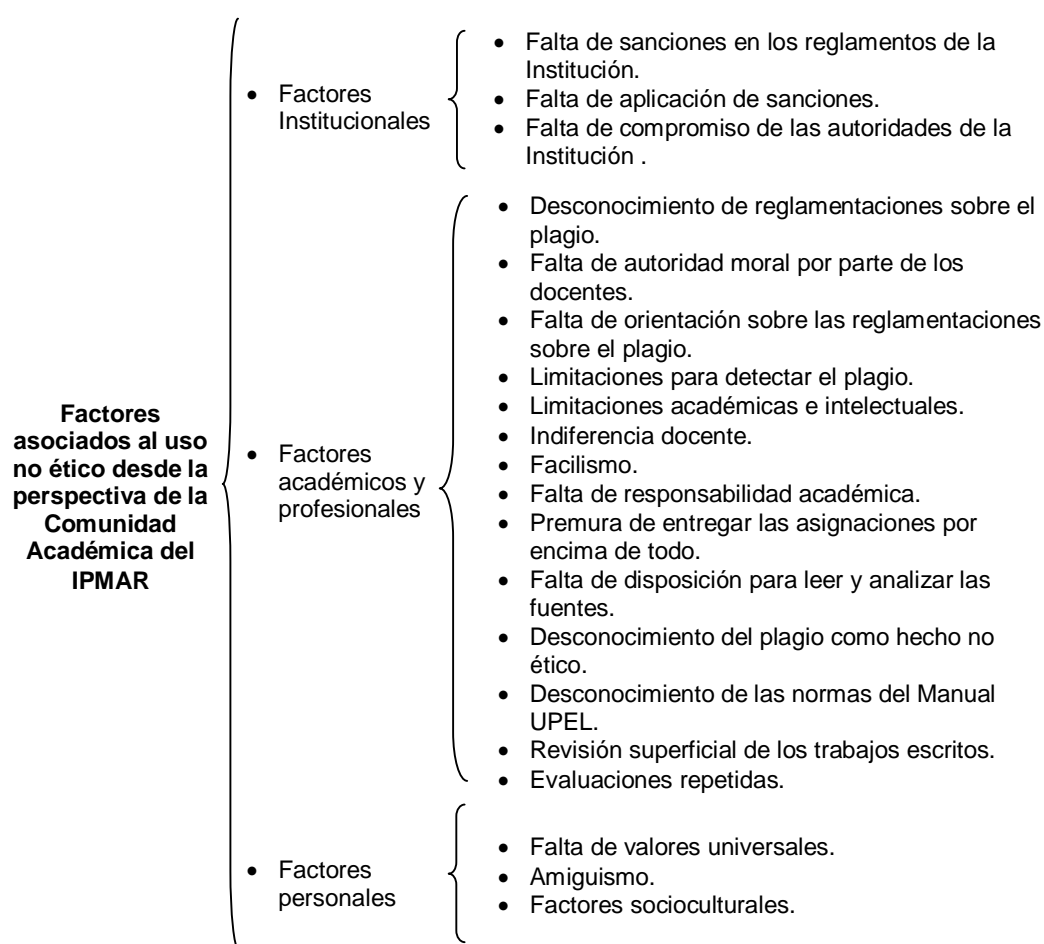 Factores
asociados al uso
no ético desde la
perspectiva de la
Comunidad
Académica del
IPMAR
• Factores
Institucionales
• Falta de sanciones en los reglamentos de la
Institución.
• Falta de aplicación de sanciones.
• Falta de compromiso de las autoridades de la
Institución .
• Factores
académicos y
profesionales
• Desconocimiento de reglamentaciones sobre el
plagio.
• Falta de autoridad moral por parte de los
docentes.
• Falta de orientación sobre las reglamentaciones
sobre el plagio.
• Limitaciones para detectar el plagio.
• Limitaciones académicas e intelectuales.
• Indiferencia docente.
• Facilismo.
• Falta de responsabilidad académica.
• Premura de entregar las asignaciones por
encima de todo.
• Falta de disposición para leer y analizar las
fuentes.
• Desconocimiento del plagio como hecho no
ético.
• Desconocimiento de las normas del Manual
UPEL.
• Revisión superficial de los trabajos escritos.
• Evaluaciones repetidas.
• Factores
personales
• Falta de valores universales.
• Amiguismo.
• Factores socioculturales.